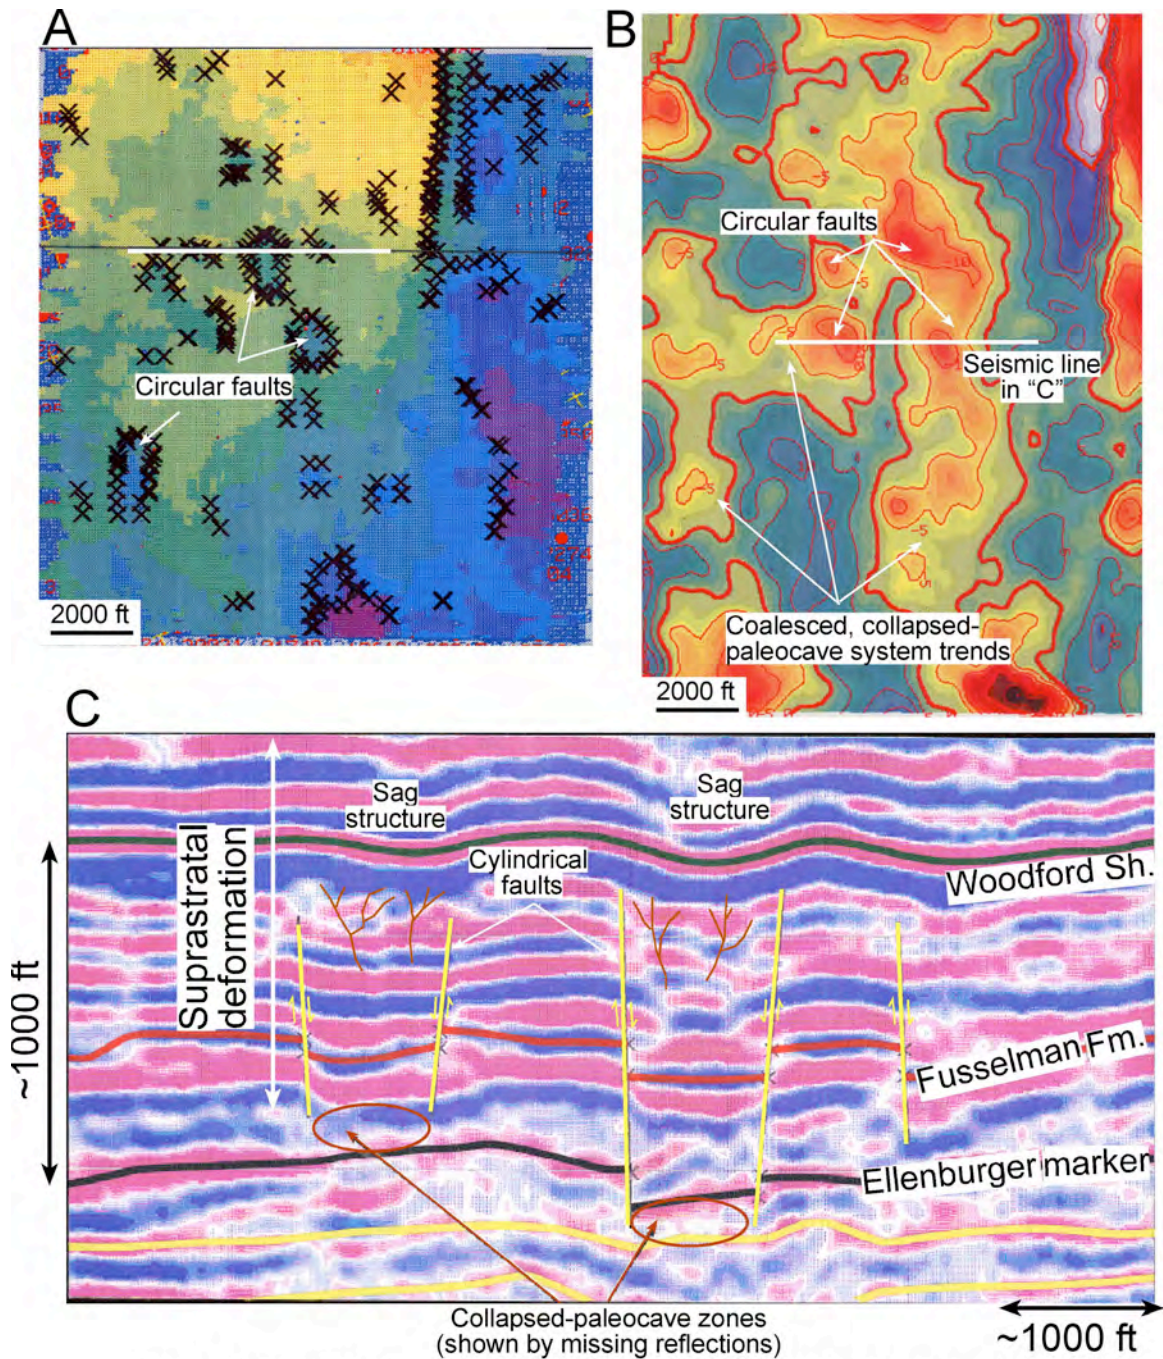 A
Circular faults
2000 ft
B
Circular faults
Seismic line
in “C”
Coalesced, collapsed-
paleocave system trends
2000 ft
C
Sag
structure
Sag
structure
Suprastratal
deformation
Cylindrical
faults
Woodford Sh.
~1000 ft
Fusselman Fm.
Ellenburger marker
Collapsed-paleocave zones
(shown by missing reflections)
~1000 ft